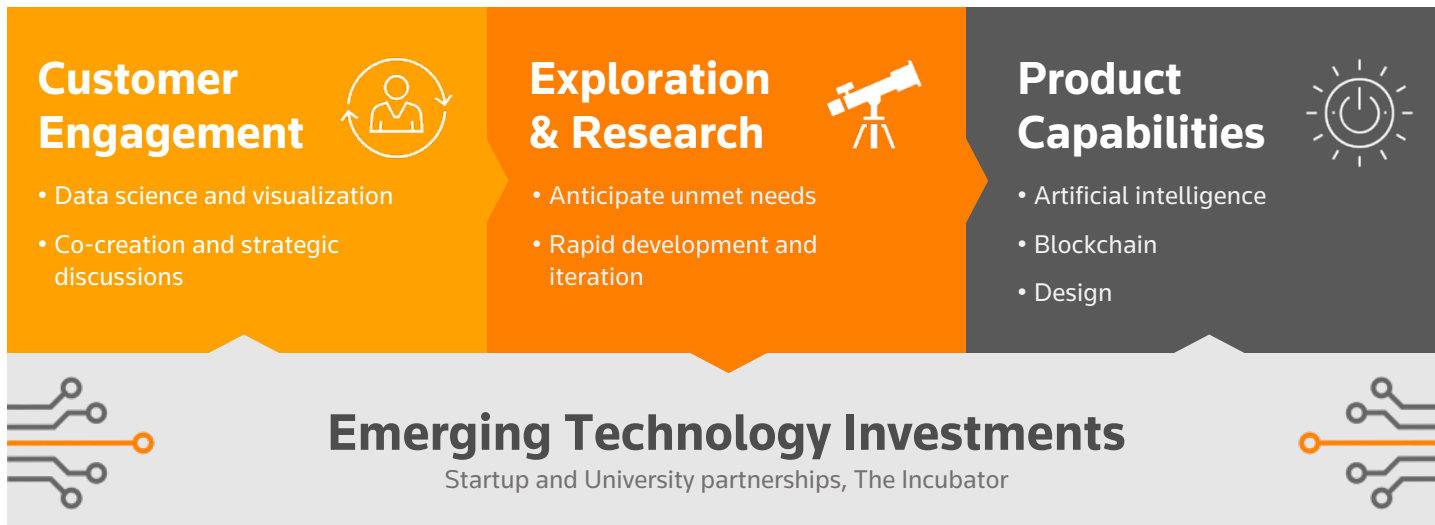 Customer
Engagement
• Data science and visualization
• Co-creation and strategic
discussions
Exploration
& Research
• Anticipate unmet needs
• Rapid development and
iteration
Product
Capabilities
• Artificial intelligence
• Blockchain
• Design
Emerging Technology Investments
Startup and University partnerships, The Incubator